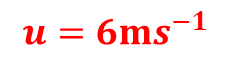 u = 6ms⁻¹